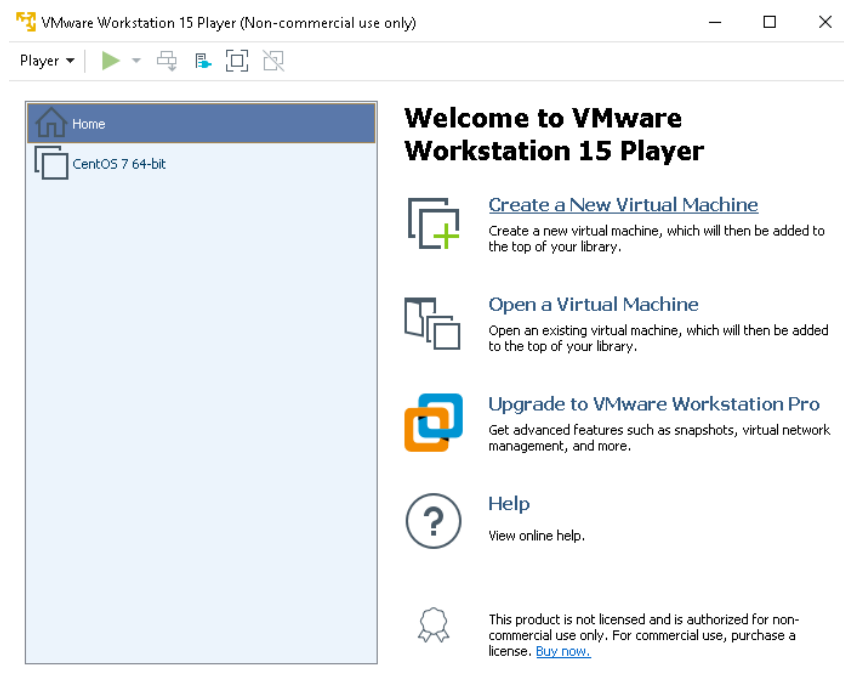 VMware Workstation 15 Player (Non-commercial use only)
Player
Home
CentOS 7 64-bit
Welcome to VMware
Workstation 15 Player
Create a New Virtual Machine
Create a new virtual machine, which will then be added to
the top of your library.
Open a Virtual Machine
Open an existing virtual machine, which will then be added
to the top of your library.
Upgrade to VMware Workstation Pro
Get advanced features such as snapshots, virtual network
management, and more.
Help
View online help.
This product is not licensed and is authorized for non-
commercial use only. For commercial use, purchase a
license. Buy now.